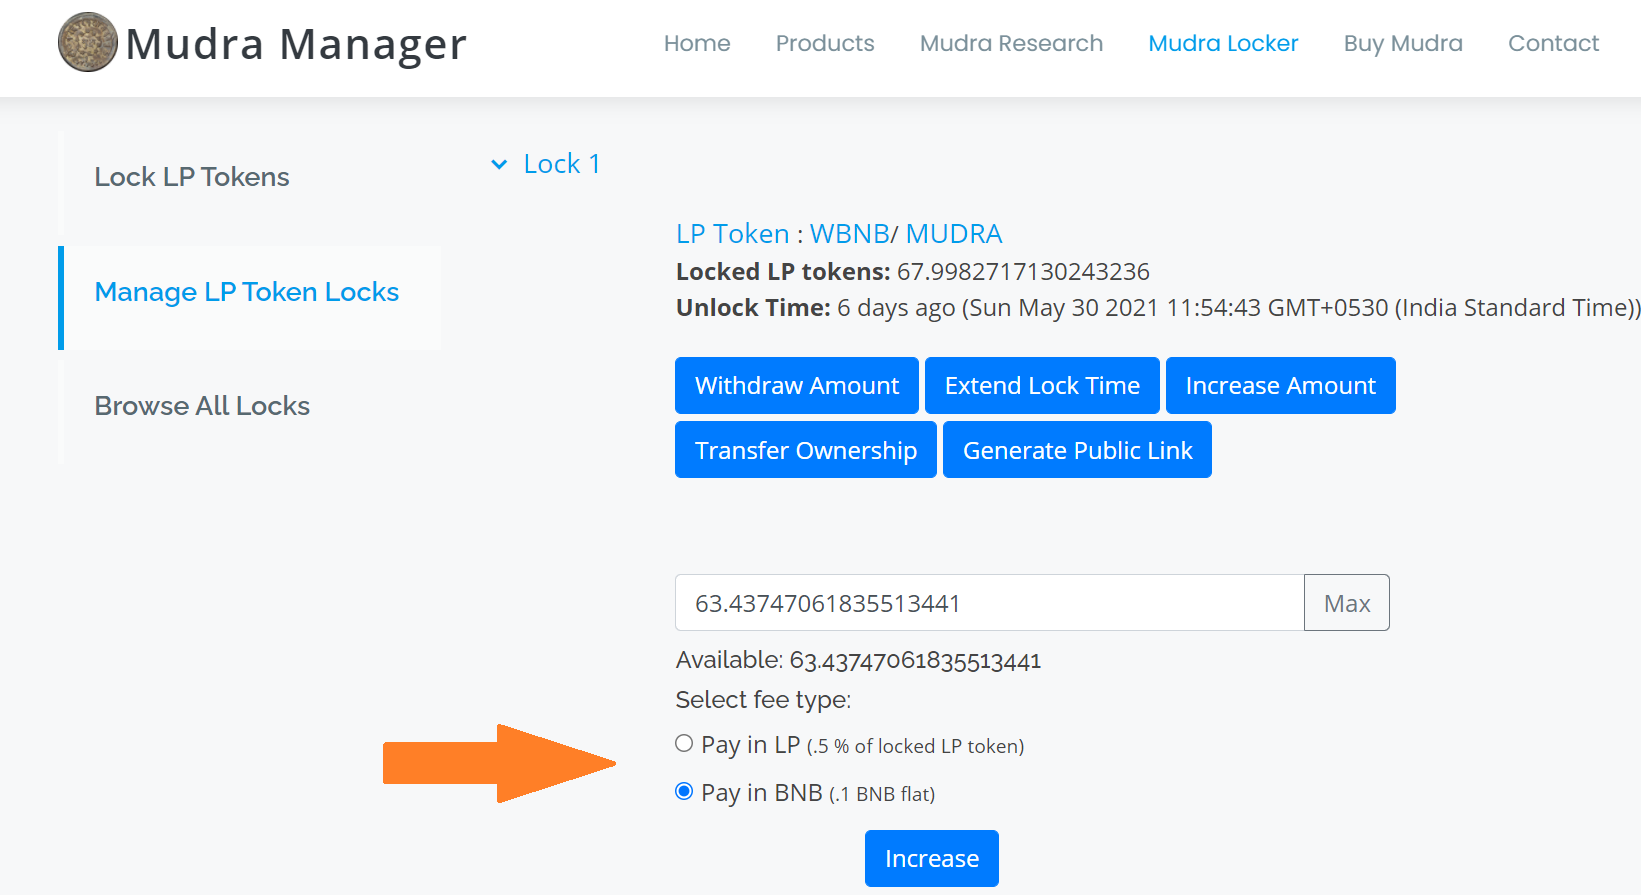 Mudra Manager
Home Products Mudra Research Mudra Locker Buy Mudra Contact
Lock LP Tokens
Manage LP Token Locks
Browse All Locks
Lock 1
LP Token : WBNB/ MUDRA
Locked LP tokens: 67.9982717130243236
Unlock Time: 6 days ago (Sun May 30 2021 11:54:43 GMT+0530 (India Standard Time))
Withdraw Amount Extend Lock Time Increase Amount
Transfer Ownership Generate Public Link
63.43747061835513441 Max
Available: 63.43747061835513441
Select fee type:
Pay in LP (.5 % of locked LP token)
Pay in BNB (.1 BNB flat)
Increase